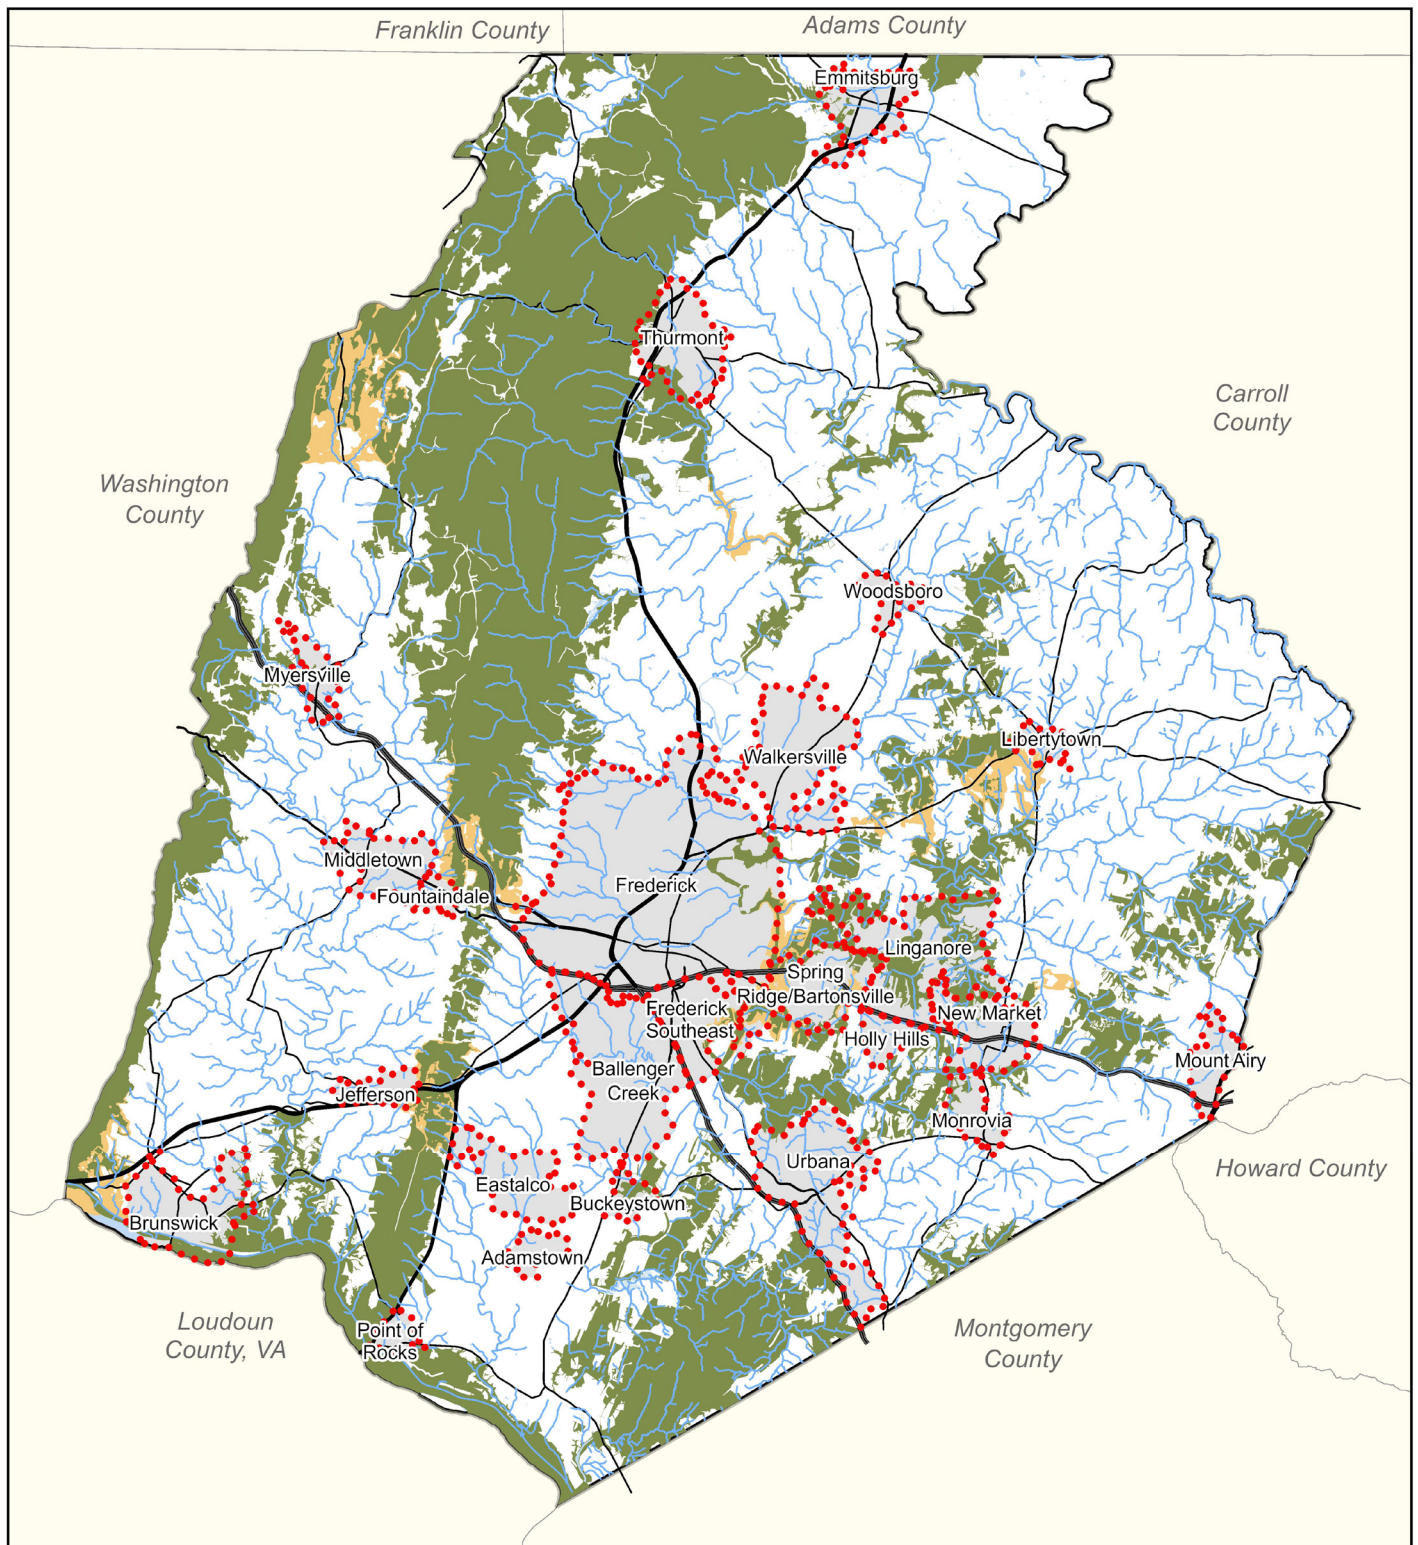 Franklin County
Adams County
Emmitsburg
Thurmont
Carroll
County
Washington
County
Woodsboro
Myersville
Libertytown
Walkersville
Middletown
Frederick
Fountaindale
Linganore
Spring
Ridge/Bartonsville
Frederick
Southeast
New Market
Holly Hills
Mount Airy
Ballenger
Creek
Jefferson
Monrovia
Urbana
Howard County
Eastalco
Buckeystown
Brunswick
Adamstown
Loudoun
County, VA
Point of
Rocks
Montgomery
County